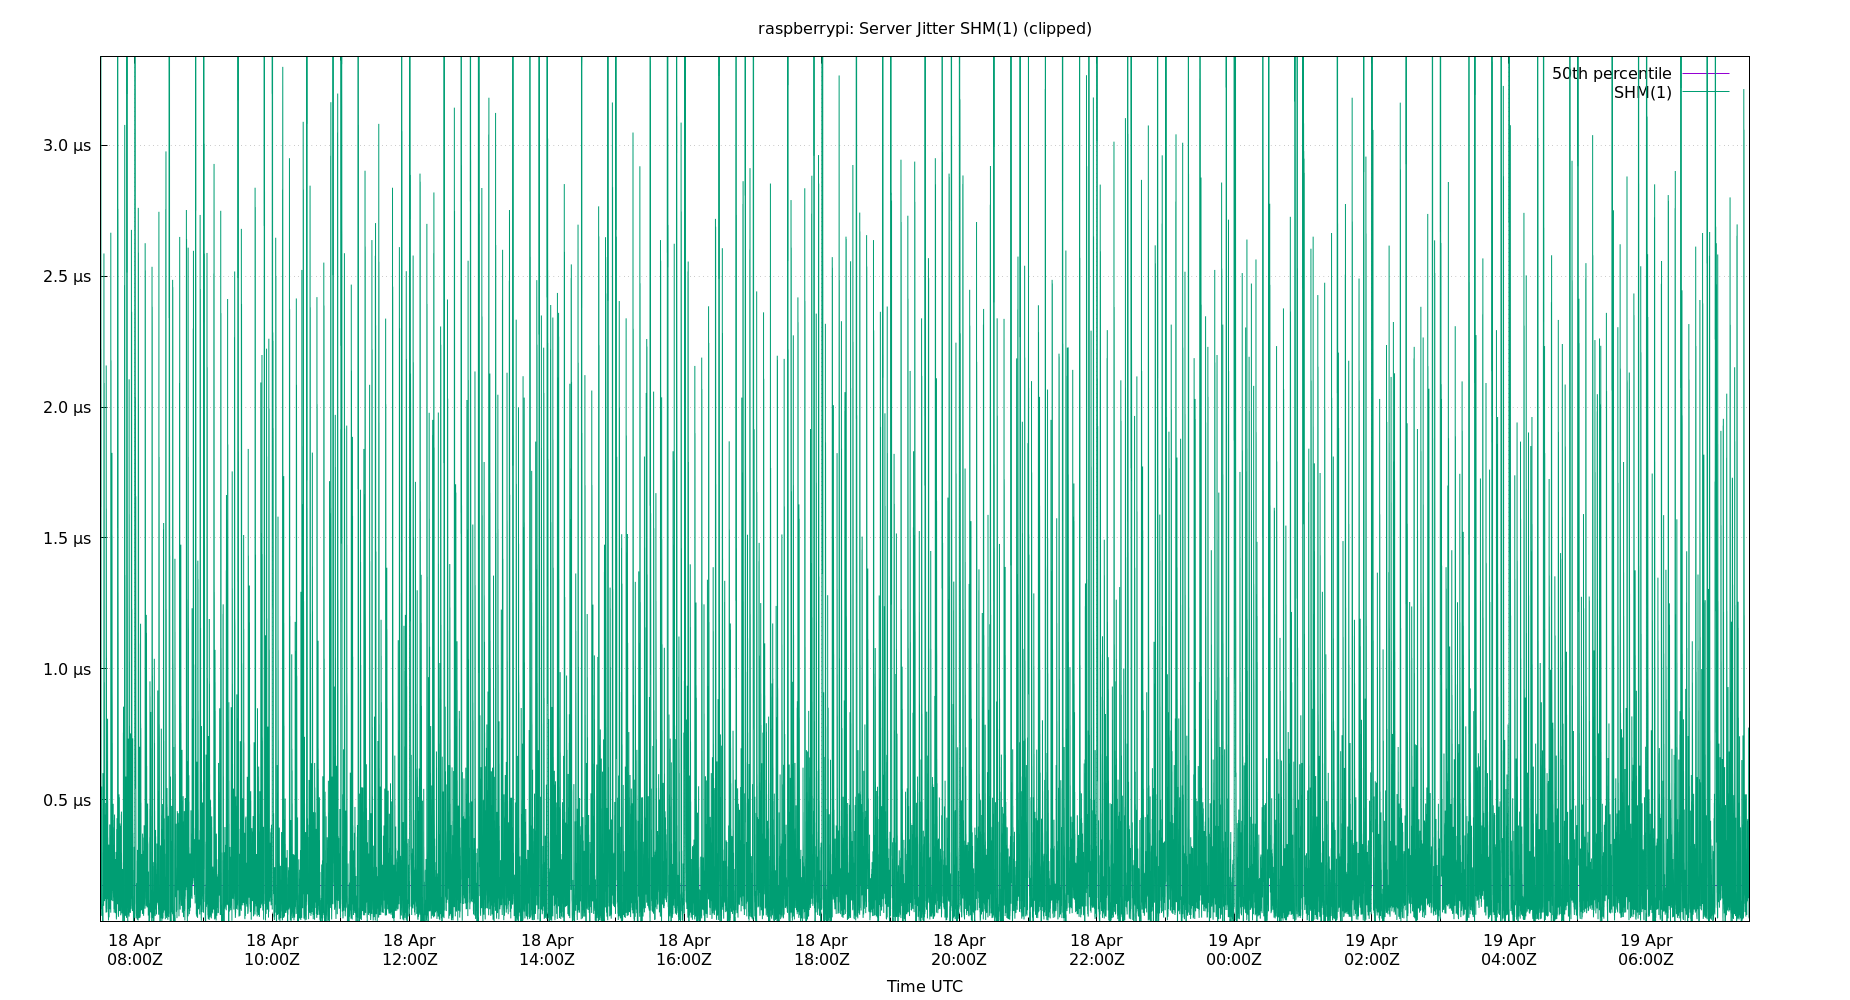 raspberrypi: Server Jitter SHM(1) (clipped)
50th percentile
SHM(1)
3.0 µs
2.5 µs
2.0 µs
1.5 µs
1.0 µs
0.5 µs
18 Apr 18 Apr 18 Apr 18 Apr 18 Apr 18 Apr 18 Apr 18 Apr 19 Apr 19 Apr 19 Apr 19 Apr
08:00Z 10:00Z 12:00Z 14:00Z 16:00Z 18:00Z 20:00Z 22:00Z 00:00Z 02:00Z 04:00Z 06:00Z
Time UTC